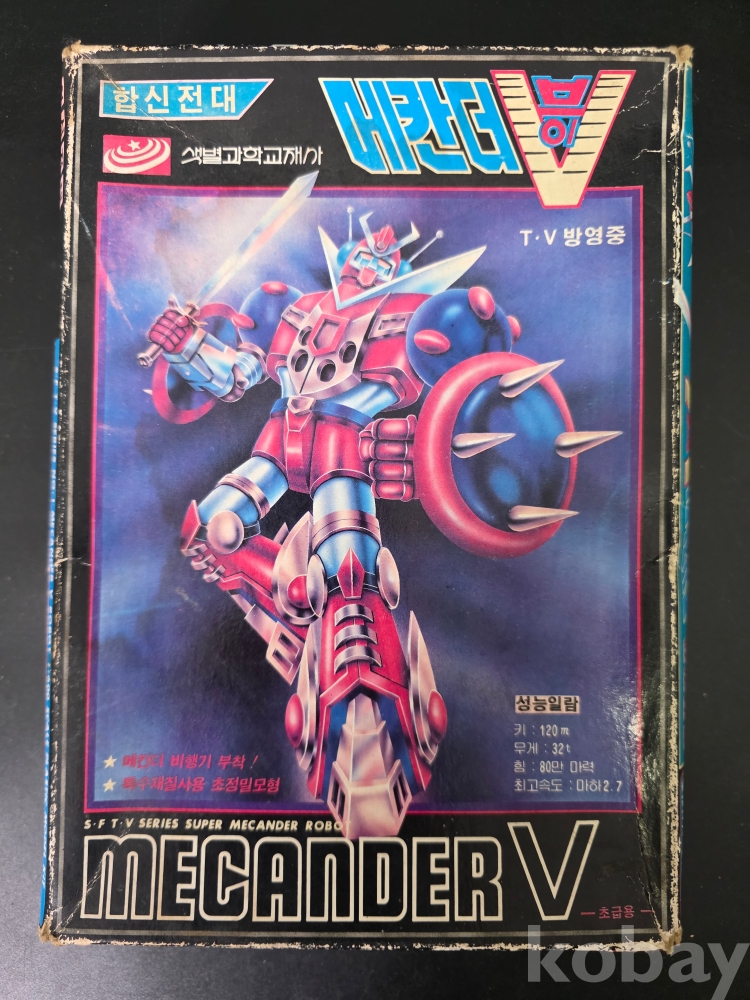 합신전대
메칸더 V
브이
색별과학교재사
T·V 방영중
성능일람
키 : 120m
무게 : 32t
힘 : 80만 마력
최고속도 : 마하 2.7
★ 메칸더 비행기 부착 !
★ 특수재질사용 초정밀모형
S·F T·V SERIES SUPER MECANDER ROBOT
MECANDER V
—초급용—
kobay